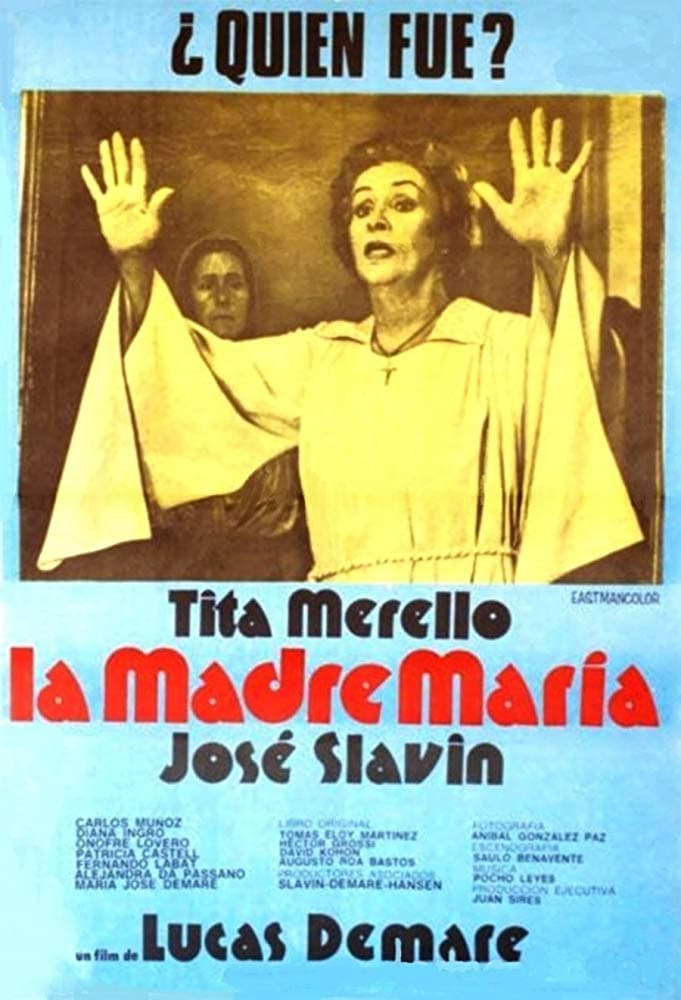 ¿QUIEN FUE?
EASTMANCOLOR
Tita Merello
la Madre María
José Slavin
CARLOS MUÑOZ
DIANA INGRO
ONOFRE LOVERO
PATRICIA CASTELL
FERNANDO LABAT
ALEJANDRA DA PASSANO
MARIA JOSE DEMARE
LIBRO ORIGINAL
TOMAS ELOY MARTINEZ
HECTOR GROSSI
DAVID KOHON
AUGUSTO ROA BASTOS
PRODUCTORES ASOCIADOS
SLAVIN-DEMARE-HANSEN
FOTOGRAFIA
ANIBAL GONZALEZ PAZ
ESCENOGRAFIA
SAULO BENAVENTE
MUSICA
POCHO LEYES
PRODUCCION EJECUTIVA
JUAN SIRES
un film de Lucas Demare